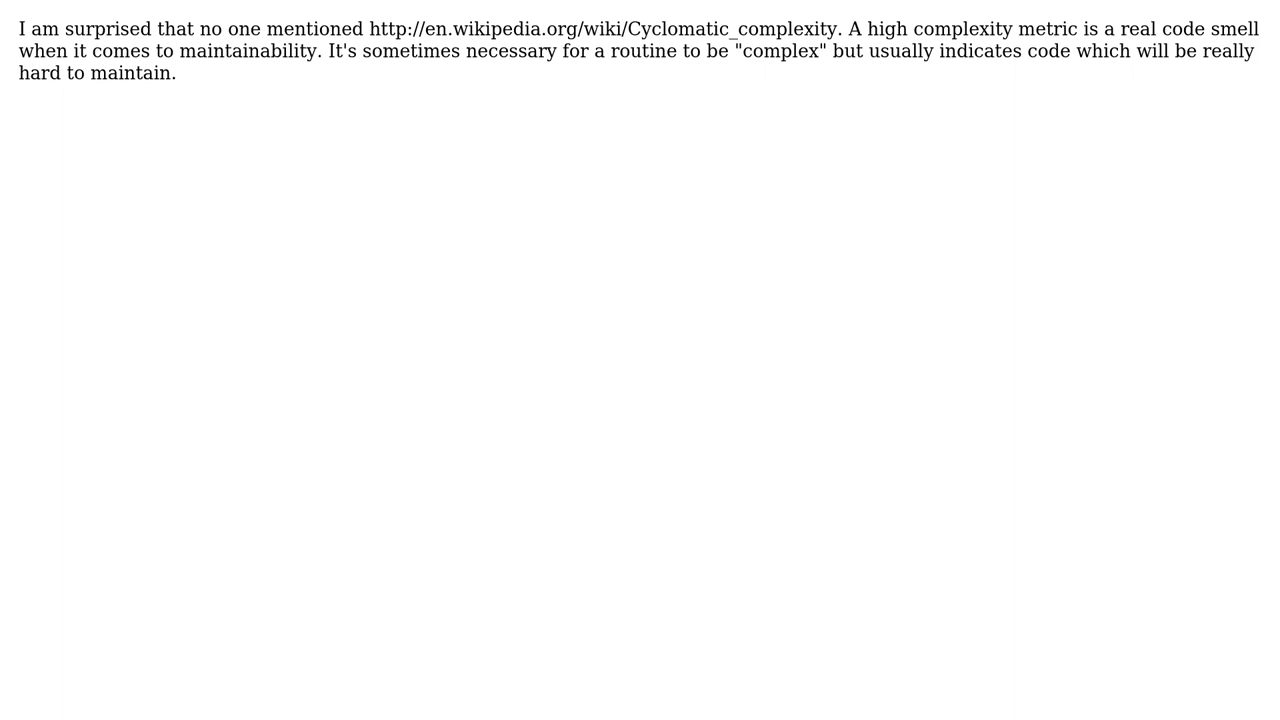 I am surprised that no one mentioned http://en.wikipedia.org/wiki/Cyclomatic_complexity. A high complexity metric is a real code smell
when it comes to maintainability. It's sometimes necessary for a routine to be "complex" but usually indicates code which will be really
hard to maintain.